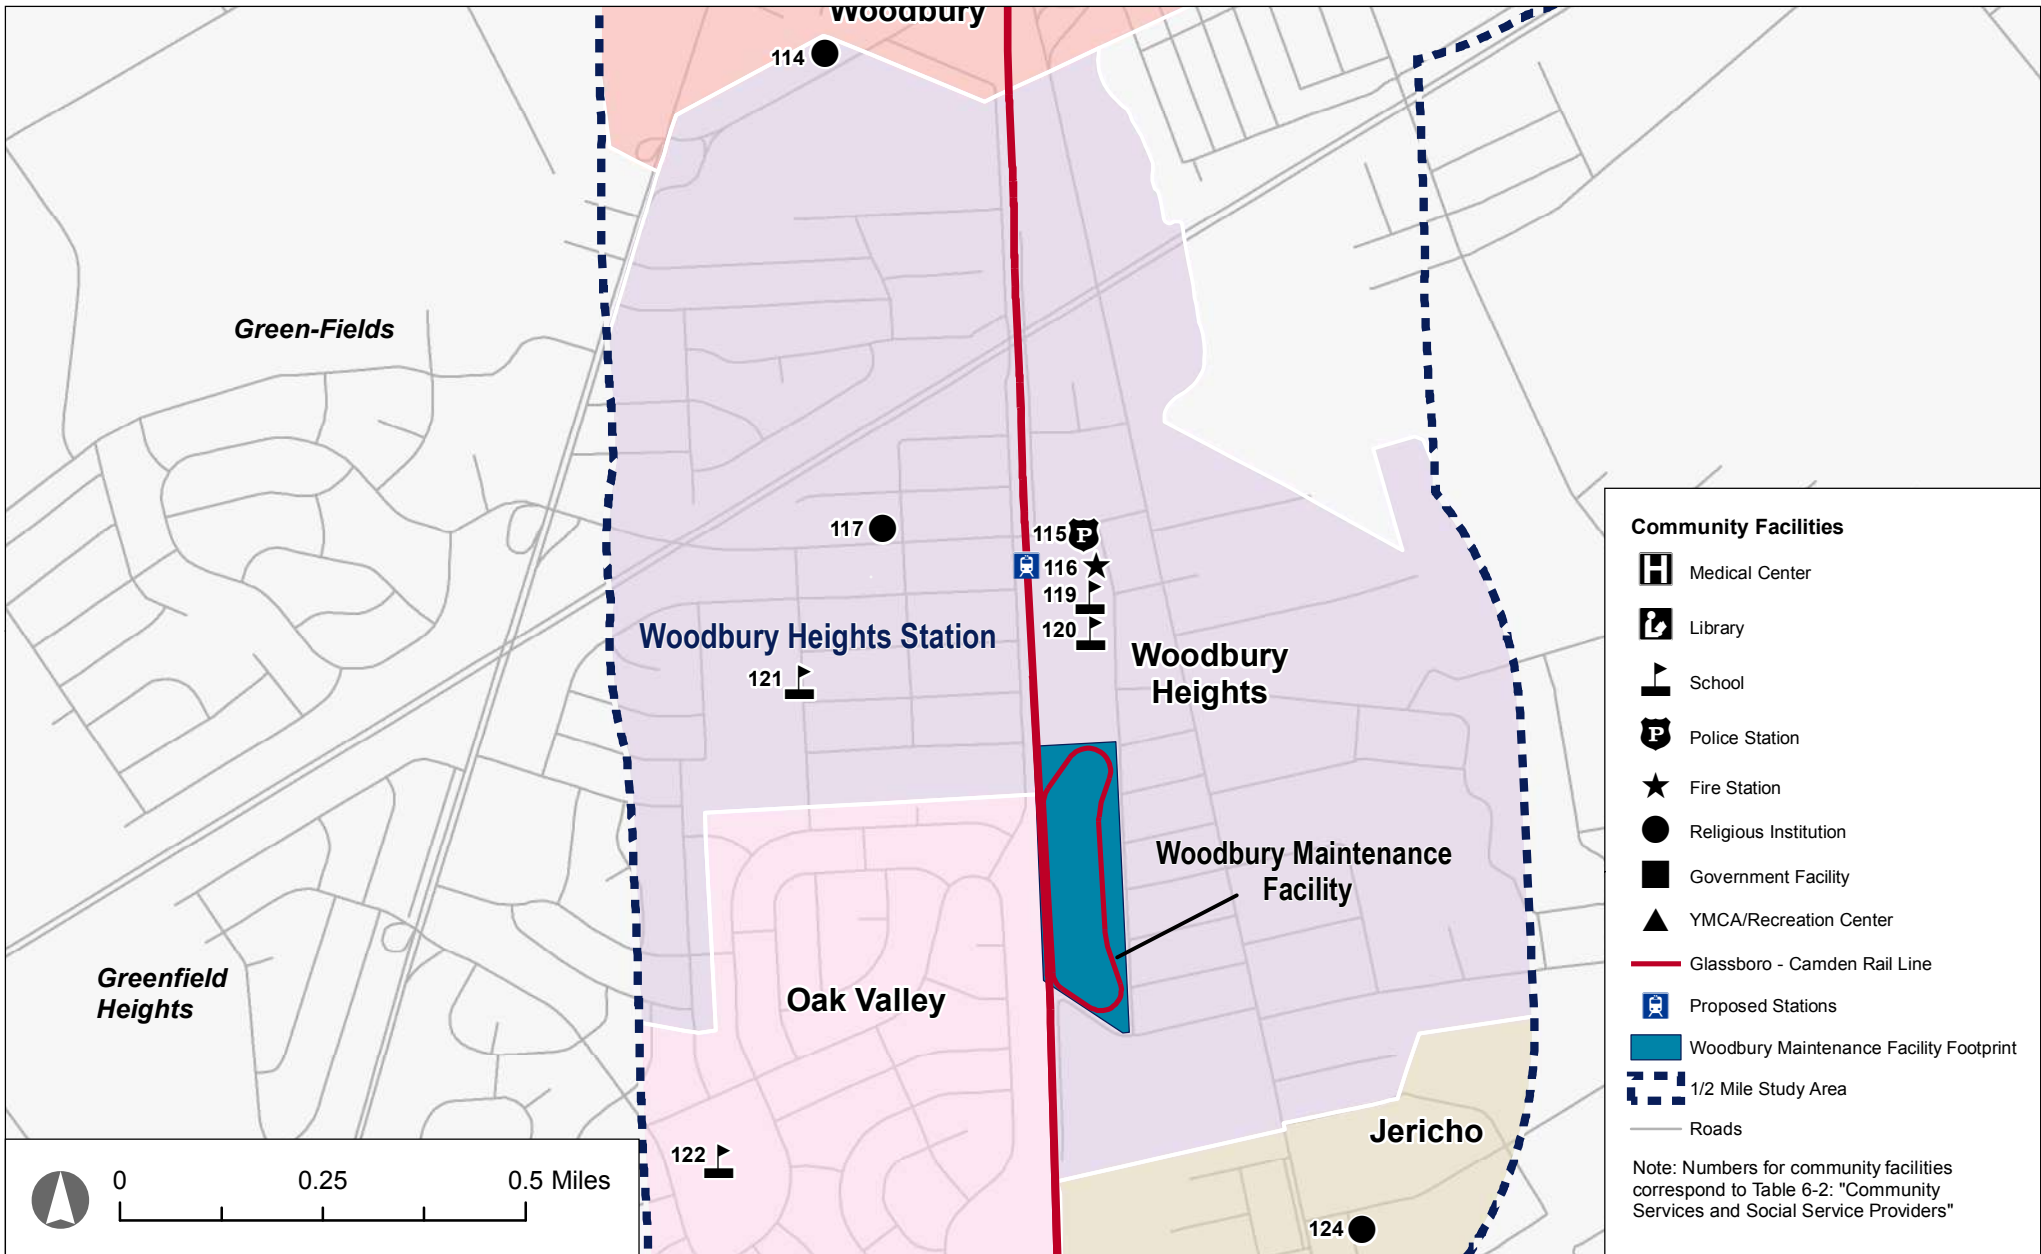 Woodbury
114
Green-Fields
117
115
P
116
119
120
Woodbury Heights Station
121
Woodbury
Heights
Woodbury Maintenance
Facility
Greenfield
Heights
Oak Valley
Jericho
122
124
0 0.25 0.5 Miles
Community Facilities
H Medical Center
Library
School
P Police Station
Fire Station
Religious Institution
Government Facility
YMCA/Recreation Center
Glassboro - Camden Rail Line
Proposed Stations
Woodbury Maintenance Facility Footprint
1/2 Mile Study Area
Roads
Note: Numbers for community facilities
correspond to Table 6-2: "Community
Services and Social Service Providers"